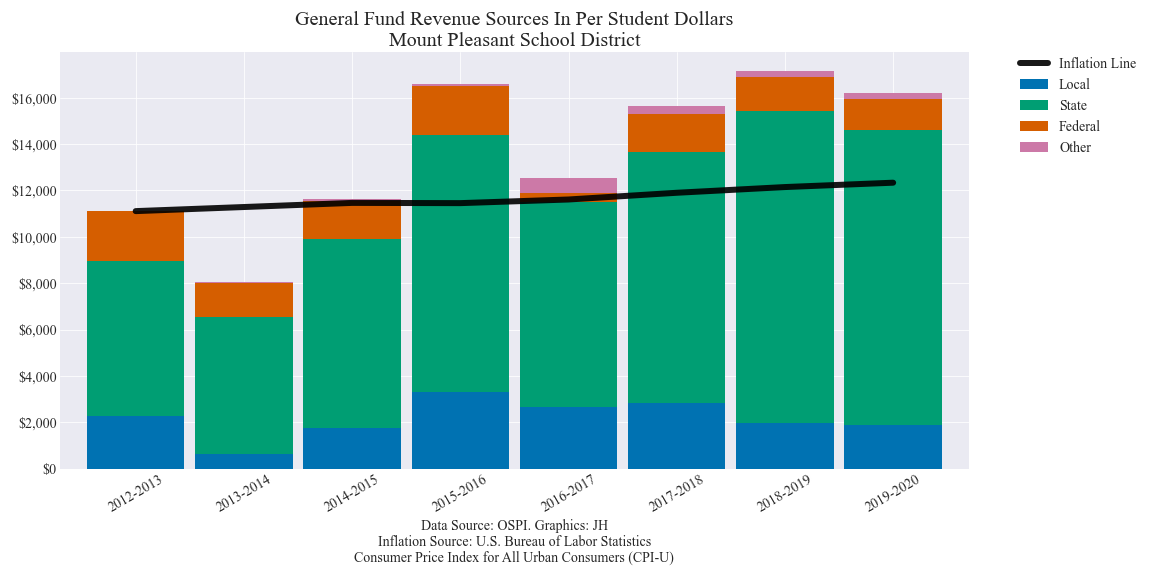 General Fund Revenue Sources In Per Student Dollars
Mount Pleasant School District
Inflation Line
Local
State
Federal
Other
$16,000
$14,000
$12,000
$10,000
$8,000
$6,000
$4,000
$2,000
$0
2012-2013
2013-2014
2014-2015
2015-2016
2016-2017
2017-2018
2018-2019
2019-2020
Data Source: OSPI. Graphics: JH
Inflation Source: U.S. Bureau of Labor Statistics
Consumer Price Index for All Urban Consumers (CPI-U)